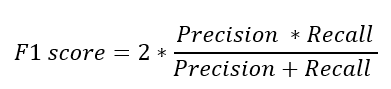 F1 score = 2 * Precision * Recall / Precision + Recall